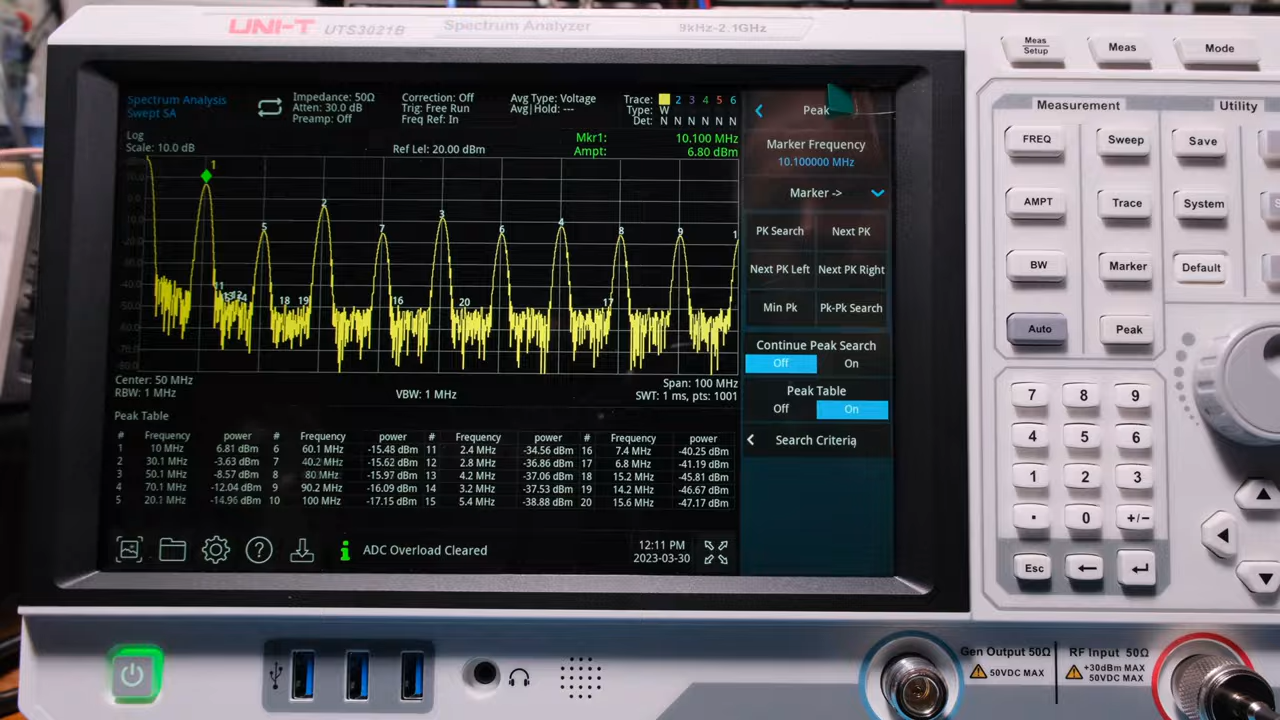 UNI-T UTS3021B Spectrum Analyzer 9kHz-2.1GHz
Spectrum Analysis
Swept SA
Impedance: 50Ω
Atten: 30.0 dB
Preamp: Off
Correction: Off
Trig: Free Run
Freq Ref: In
Avg Type: Voltage
Avg|Hold: ---
Trace: 2 3 4 5 6
Type: W
Det: N N N N N N
Log
Scale: 10.0 dB
Ref Lel: 20.00 dBm
Mkr1: 10.100 MHz
Ampt: 6.80 dBm
1
5
2
7
3
6
4
8
9
1
11
18 19
16
20
17
Center: 50 MHz
RBW: 1 MHz
VBW: 1 MHz
Span: 100 MHz
SWT: 1 ms, pts: 1001
Peak Table
# Frequency power # Frequency power # Frequency power # Frequency power
1 10 MHz 6.81 dBm 6 60.1 MHz -15.48 dBm 11 2.4 MHz -34.56 dBm 16 7.4 MHz -40.25 dBm
2 30.1 MHz -3.63 dBm 7 40.2 MHz -15.62 dBm 12 2.8 MHz -36.86 dBm 17 6.8 MHz -41.19 dBm
3 50.1 MHz -8.57 dBm 8 80 MHz -15.97 dBm 13 4.2 MHz -37.06 dBm 18 15.2 MHz -45.81 dBm
4 70.1 MHz -12.04 dBm 9 90.2 MHz -16.09 dBm 14 3.2 MHz -37.53 dBm 19 14.2 MHz -46.67 dBm
5 20.1 MHz -14.96 dBm 10 100 MHz -17.15 dBm 15 5.4 MHz -38.88 dBm 20 15.6 MHz -47.17 dBm
ADC Overload Cleared
12:11 PM
2023-03-30
Peak
Marker Frequency
10.100000 MHz
Marker ->
PK Search Next PK
Next PK Left Next PK Right
Min Pk Pk-Pk Search
Continue Peak Search
Off On
Peak Table
Off On
Search Criteria
Meas Setup
Meas
Mode
Measurement
Utility
FREQ Sweep Save
AMPT Trace System
BW Marker Default
Auto Peak
7 8 9
4 5 6
1 2 3
. 0 +/-
Esc
Gen Output 50Ω
50VDC MAX
RF Input 50Ω
+30dBm MAX
50VDC MAX